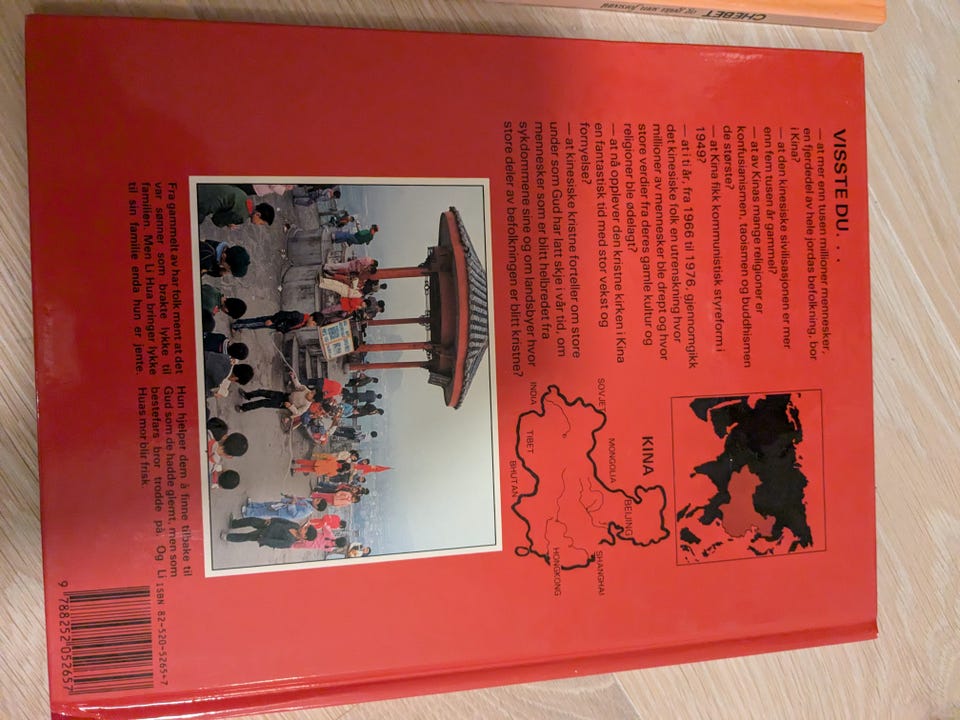 CHEBET
VISSTE DU. . .
— at mer enn tusen millioner mennesker,
en fjerdedel av hele jordas befolkning, bor
i Kina?
— at den kinesiske sivilisasjonen er mer
enn fem tusen år gammel?
— at av Kinas mange religioner er
konfusianismen, taoismen og buddhismen
de største?
— at Kina fikk kommunistisk styreform i
1949?
— at i ti år, fra 1966 til 1976, gjennomgikk
det kinesiske folk en utrenskning hvor
millioner av mennesker ble drept og hvor
store verdier fra deres gamle kultur og
religioner ble ødelagt?
— at nå opplever den kristne kirken i Kina
en fantastisk tid med stor vekst og
fornyelse?
— at kinesiske kristne forteller om store
under som Gud har latt skje i vår tid, om
mennesker som er blitt helbredet fra
sykdommene sine og om landsbyer hvor
store deler av befolkningen er blitt kristne?
KINA
SOVJET
MONGOLIA
BEIJING
SHANGHAI
INDIA
TIBET
BHUTAN
HONGKONG
Fra gammelt av har folk ment at det
var sønner som brakte lykke til
familien. Men Li Hua bringer lykke
til sin familie enda hun er jente.
Hun hjelper dem å finne tilbake til
Gud som de hadde glemt, men som
bestefars bror trodde på. Og Li
Huas mor blir frisk.
ISBN 82-520-5265-7
9 788252 052657